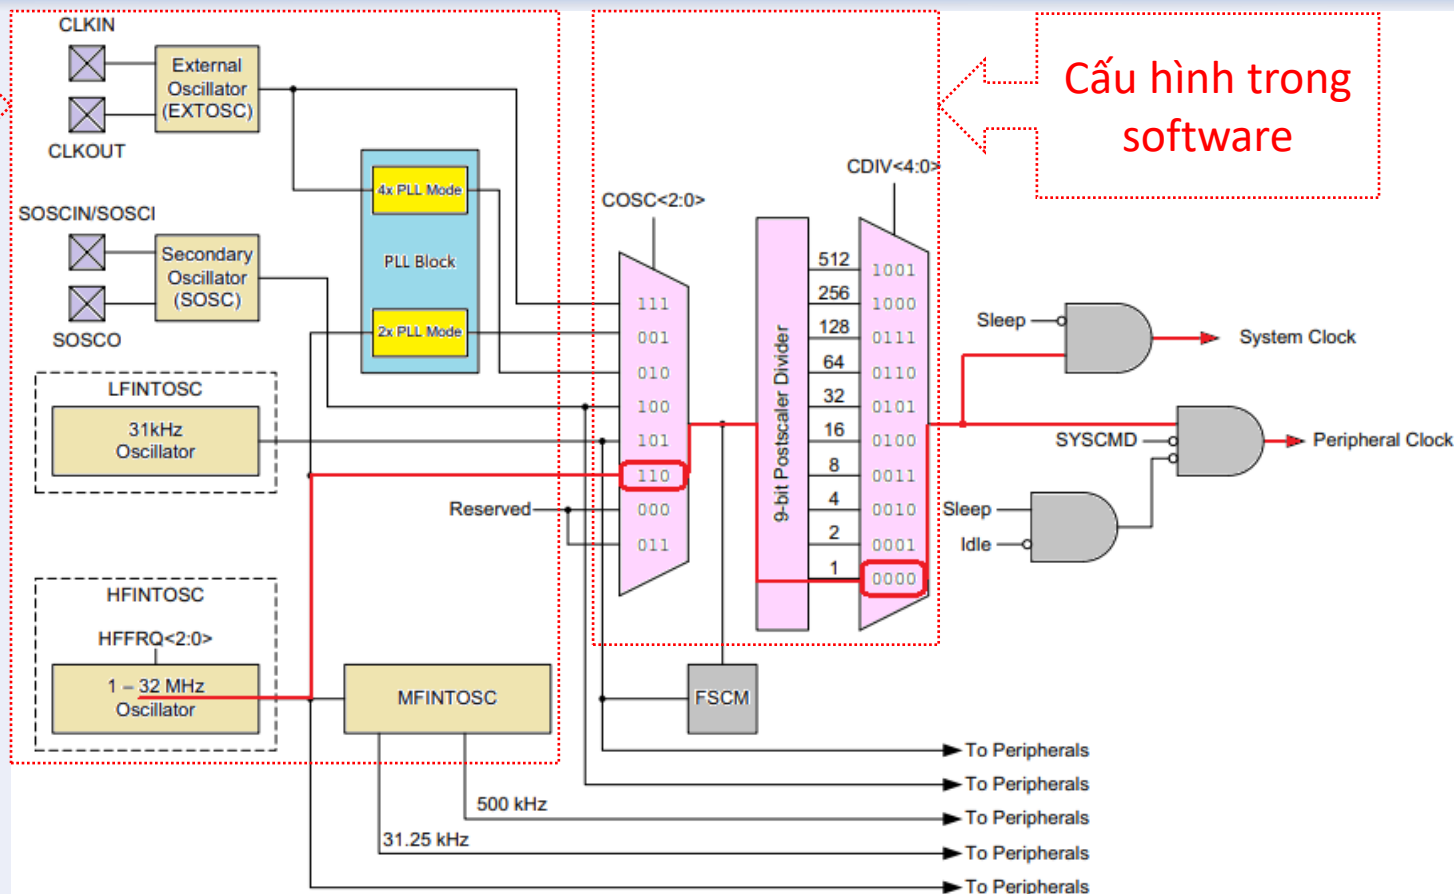 CLKIN
External
Oscillator
(EXTOSC)
CLKOUT
Cấu hình trong
software
CDIV<4:0>
4x PLL Mode
COSC<2:0>
SOSCIN/SOSCI
Secondary
Oscillator
(SOSC)
SOSCO
PLL Block
2x PLL Mode
LFINTOSC
31kHz
Oscillator
Reserved
111
001
010
100
101
110
000
011
9-bit Postscaler Divider
512
256
128
64
32
16
8
4
2
1
1001
1000
0111
0110
0101
0100
0011
0010
0001
0000
Sleep
System Clock
SYSCMD
Peripheral Clock
Sleep
Idle
HFINTOSC
HFFRQ<2:0>
1 – 32 MHz
Oscillator
MFINTOSC
FSCM
To Peripherals
To Peripherals
500 kHz
To Peripherals
31.25 kHz
To Peripherals
To Peripherals